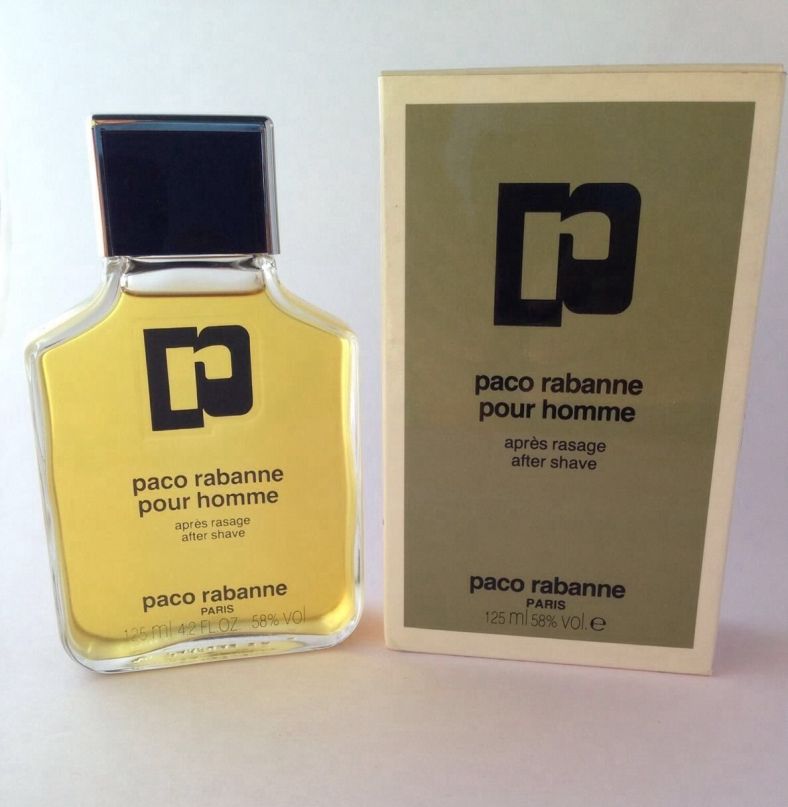 paco rabanne
pour homme
après rasage
after shave
paco rabanne
PARIS
125 ml 4.2 FL.OZ. 58% vol
paco rabanne
pour homme
après rasage
after shave
paco rabanne
PARIS
125 ml 58% vol. e